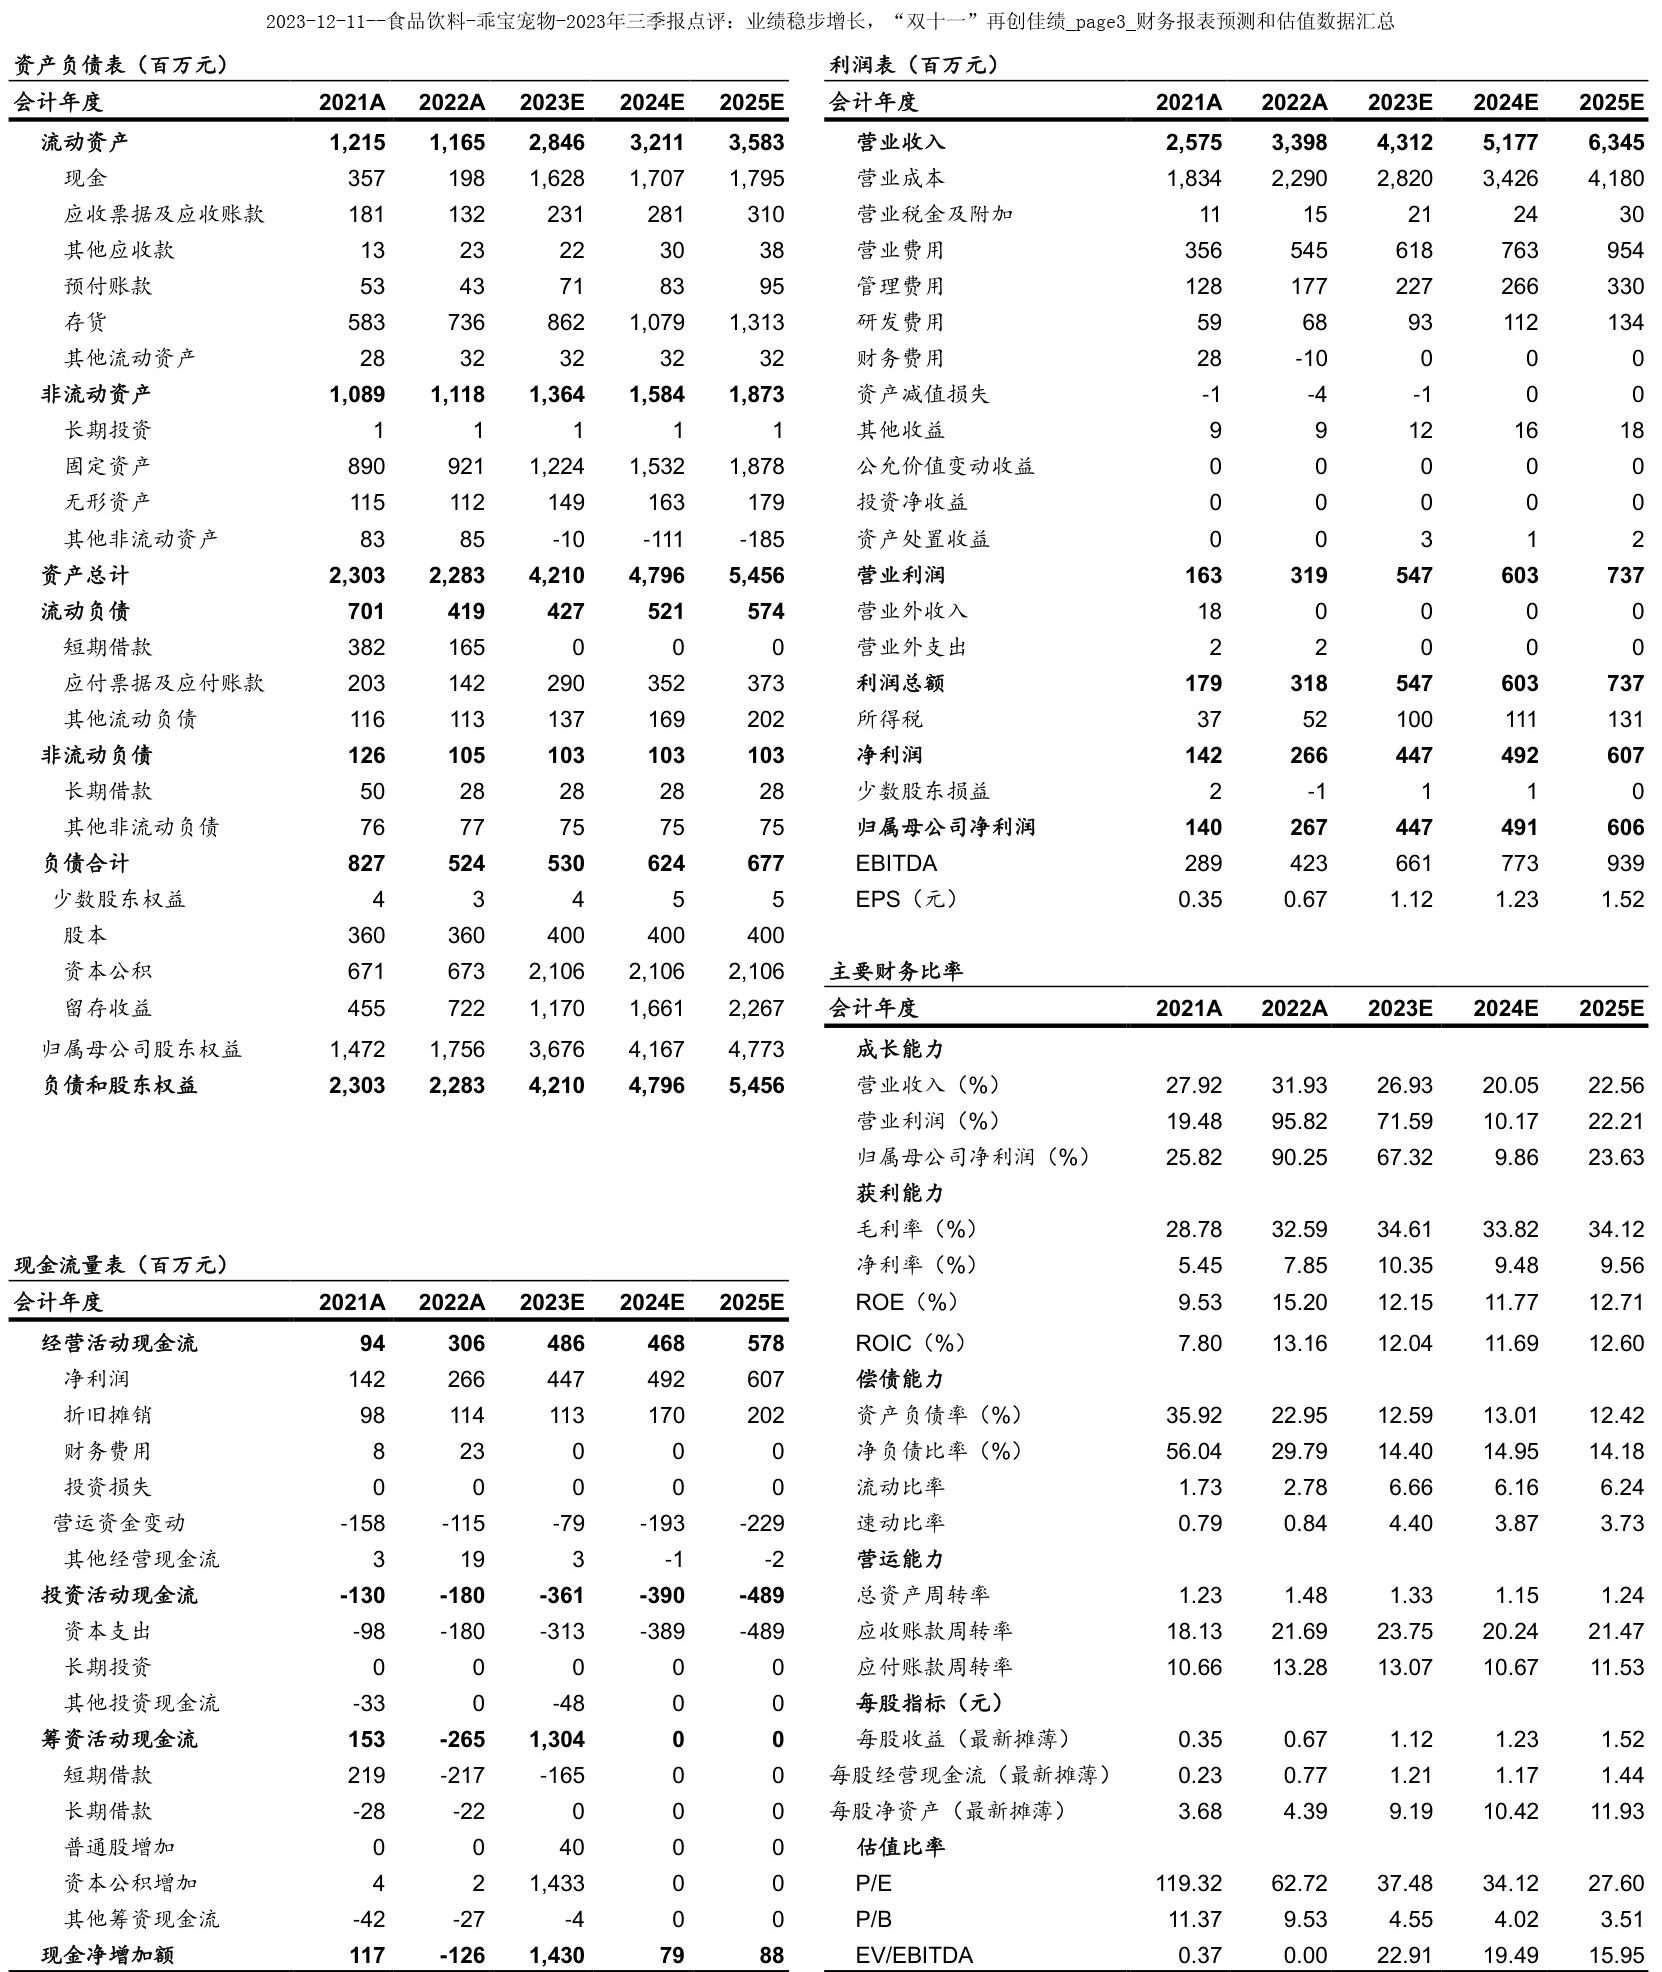 2023-12-11--食品饮料-乖宝宠物-2023年三季报点评：业绩稳步增长，“双十一”再创佳绩_page3_财务报表预测和估值数据汇总
资产负债表（百万元）
会计年度 2021A 2022A 2023E 2024E 2025E
流动资产 1,215 1,165 2,846 3,211 3,583
现金 357 198 1,628 1,707 1,795
应收票据及应收账款 181 132 231 281 310
其他应收款 13 23 22 30 38
预付账款 53 43 71 83 95
存货 583 736 862 1,079 1,313
其他流动资产 28 32 32 32 32
非流动资产 1,089 1,118 1,364 1,584 1,873
长期投资 1 1 1 1 1
固定资产 890 921 1,224 1,532 1,878
无形资产 115 112 149 163 179
其他非流动资产 83 85 -10 -111 -185
资产总计 2,303 2,283 4,210 4,796 5,456
流动负债 701 419 427 521 574
短期借款 382 165 0 0 0
应付票据及应付账款 203 142 290 352 373
其他流动负债 116 113 137 169 202
非流动负债 126 105 103 103 103
长期借款 50 28 28 28 28
其他非流动负债 76 77 75 75 75
负债合计 827 524 530 624 677
少数股东权益 4 3 4 5 5
股本 360 360 400 400 400
资本公积 671 673 2,106 2,106 2,106
留存收益 455 722 1,170 1,661 2,267
归属母公司股东权益 1,472 1,756 3,676 4,167 4,773
负债和股东权益 2,303 2,283 4,210 4,796 5,456
现金流量表（百万元）
会计年度 2021A 2022A 2023E 2024E 2025E
经营活动现金流 94 306 486 468 578
净利润 142 266 447 492 607
折旧摊销 98 114 113 170 202
财务费用 8 23 0 0 0
投资损失 0 0 0 0 0
营运资金变动 -158 -115 -79 -193 -229
其他经营现金流 3 19 3 -1 -2
投资活动现金流 -130 -180 -361 -390 -489
资本支出 -98 -180 -313 -389 -489
长期投资 0 0 0 0 0
其他投资现金流 -33 0 -48 0 0
筹资活动现金流 153 -265 1,304 0 0
短期借款 219 -217 -165 0 0
长期借款 -28 -22 0 0 0
普通股增加 0 0 40 0 0
资本公积增加 4 2 1,433 0 0
其他筹资现金流 -42 -27 -4 0 0
现金净增加额 117 -126 1,430 79 88
利润表（百万元）
会计年度 2021A 2022A 2023E 2024E 2025E
营业收入 2,575 3,398 4,312 5,177 6,345
营业成本 1,834 2,290 2,820 3,426 4,180
营业税金及附加 11 15 21 24 30
营业费用 356 545 618 763 954
管理费用 128 177 227 266 330
研发费用 59 68 93 112 134
财务费用 28 -10 0 0 0
资产减值损失 -1 -4 -1 0 0
其他收益 9 9 12 16 18
公允价值变动收益 0 0 0 0 0
投资净收益 0 0 0 0 0
资产处置收益 0 0 3 1 2
营业利润 163 319 547 603 737
营业外收入 18 0 0 0 0
营业外支出 2 2 0 0 0
利润总额 179 318 547 603 737
所得税 37 52 100 111 131
净利润 142 266 447 492 607
少数股东损益 2 -1 1 1 0
归属母公司净利润 140 267 447 491 606
EBITDA 289 423 661 773 939
EPS（元） 0.35 0.67 1.12 1.23 1.52
主要财务比率
会计年度 2021A 2022A 2023E 2024E 2025E
成长能力
营业收入（%） 27.92 31.93 26.93 20.05 22.56
营业利润（%） 19.48 95.82 71.59 10.17 22.21
归属母公司净利润（%） 25.82 90.25 67.32 9.86 23.63
获利能力
毛利率（%） 28.78 32.59 34.61 33.82 34.12
净利率（%） 5.45 7.85 10.35 9.48 9.56
ROE（%） 9.53 15.20 12.15 11.77 12.71
ROIC（%） 7.80 13.16 12.04 11.69 12.60
偿债能力
资产负债率（%） 35.92 22.95 12.59 13.01 12.42
净负债比率（%） 56.04 29.79 14.40 14.95 14.18
流动比率 1.73 2.78 6.66 6.16 6.24
速动比率 0.79 0.84 4.40 3.87 3.73
营运能力
总资产周转率 1.23 1.48 1.33 1.15 1.24
应收账款周转率 18.13 21.69 23.75 20.24 21.47
应付账款周转率 10.66 13.28 13.07 10.67 11.53
每股指标（元）
每股收益（最新摊薄） 0.35 0.67 1.12 1.23 1.52
每股经营现金流（最新摊薄） 0.23 0.77 1.21 1.17 1.44
每股净资产（最新摊薄） 3.68 4.39 9.19 10.42 11.93
估值比率
P/E 119.32 62.72 37.48 34.12 27.60
P/B 11.37 9.53 4.55 4.02 3.51
EV/EBITDA 0.37 0.00 22.91 19.49 15.95